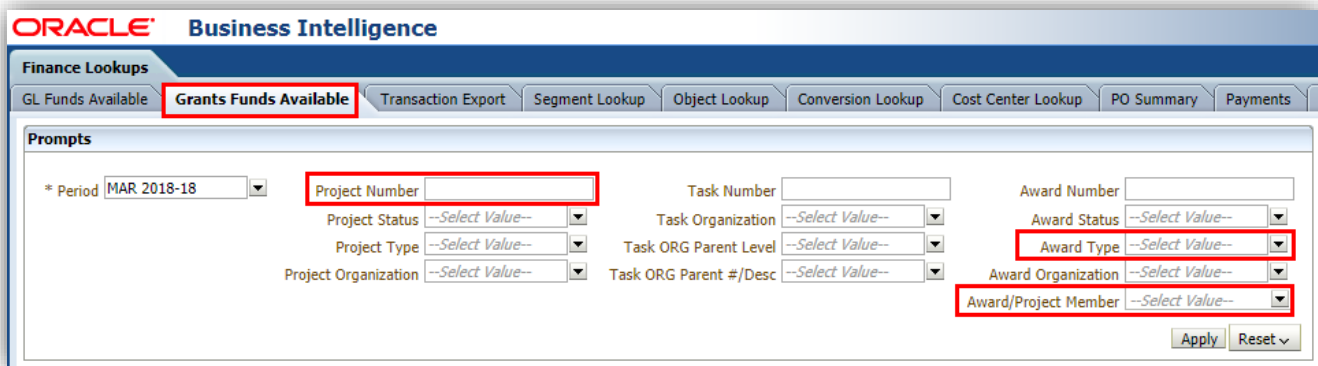 ORACLE Business Intelligence
Finance Lookups
GL Funds Available Grants Funds Available Transaction Export Segment Lookup Object Lookup Conversion Lookup Cost Center Lookup PO Summary Payments
Prompts
* Period MAR 2018-18 Project Number Task Number Award Number
Project Status --Select Value-- Task Organization --Select Value-- Award Status --Select Value--
Project Type --Select Value-- Task ORG Parent Level --Select Value-- Award Type --Select Value--
Project Organization --Select Value-- Task ORG Parent #/Desc --Select Value-- Award Organization --Select Value--
Award/Project Member --Select Value--
Apply Reset